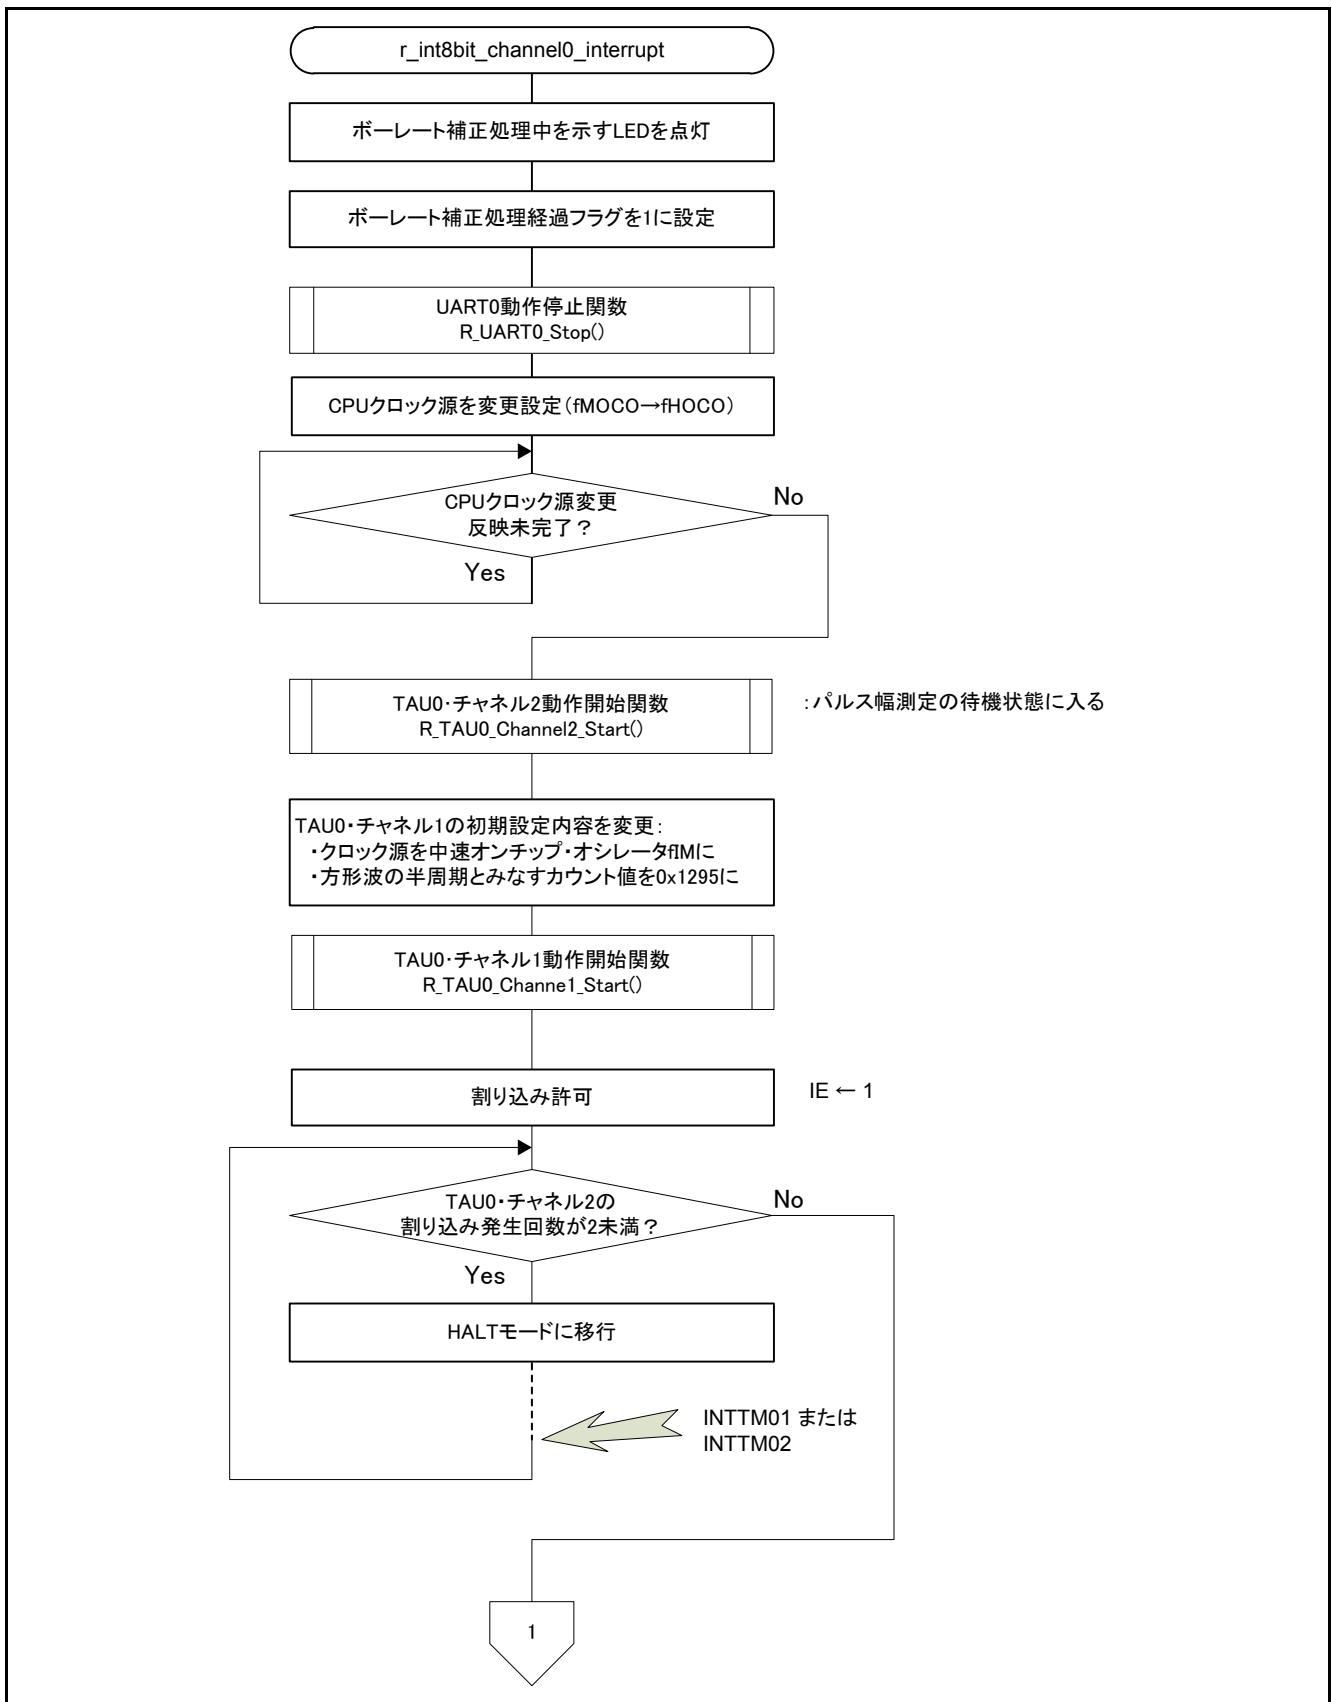 r_int8bit_channel0_interrupt
ボーレート補正処理中を示すLEDを点灯
ボーレート補正処理経過フラグを1に設定
UART0動作停止関数
R_UART0_Stop()
CPUクロック源を変更設定(fMOCO→fHOCO)
CPUクロック源変更
反映未完了?
No
Yes
TAU0・チャネル2動作開始関数
R_TAU0_Channel2_Start()
:パルス幅測定の待機状態に入る
TAU0・チャネル1の初期設定内容を変更:
・クロック源を中速オンチップ・オシレータfIMに
・方形波の半周期とみなすカウント値を0x1295に
TAU0・チャネル1動作開始関数
R_TAU0_Channe1_Start()
割り込み許可
IE ← 1
TAU0・チャネル2の
割り込み発生回数が2未満?
No
Yes
HALTモードに移行
INTTM01 または
INTTM02
1